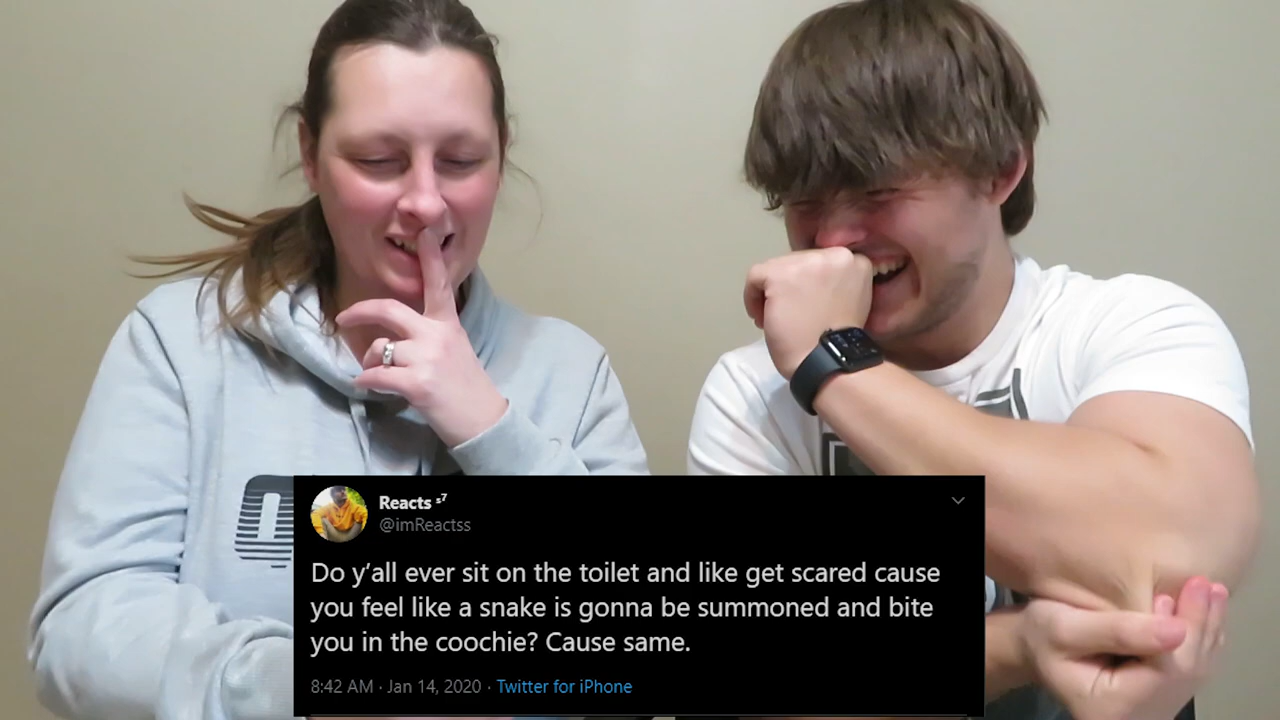 Reacts ˢ⁷
@imReactss
Do y’all ever sit on the toilet and like get scared cause
you feel like a snake is gonna be summoned and bite
you in the coochie? Cause same.
8:42 AM · Jan 14, 2020 · Twitter for iPhone